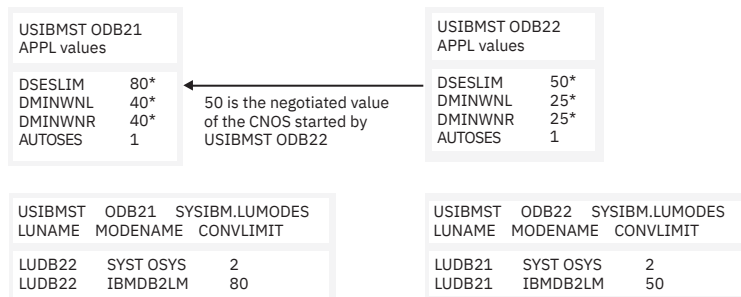 USIBMST ODB21
APPL values
DSESLIM 80*
DMINWNL 40*
DMINWNR 40*
AUTOSES 1
50 is the negotiated value
of the CNOS started by
USIBMST ODB22
USIBMST ODB22
APPL values
DSESLIM 50*
DMINWNL 25*
DMINWNR 25*
AUTOSES 1
USIBMST ODB21 SYSIBM.LUMODES
LUNAME MODENAME CONVLIMIT
LUDB22 SYST OSYS 2
LUDB22 IBMDB2LM 80
USIBMST ODB22 SYSIBM.LUMODES
LUNAME MODENAME CONVLIMIT
LUDB21 SYST OSYS 2
LUDB21 IBMDB2LM 50